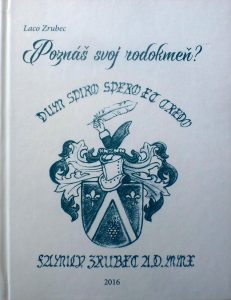 Laco Zrubec
Poznáš svoj rodokmeň?
DUM SPIRO SPERO ET CREDO
FAMILY ZRUBEC A.D. MMX
2016